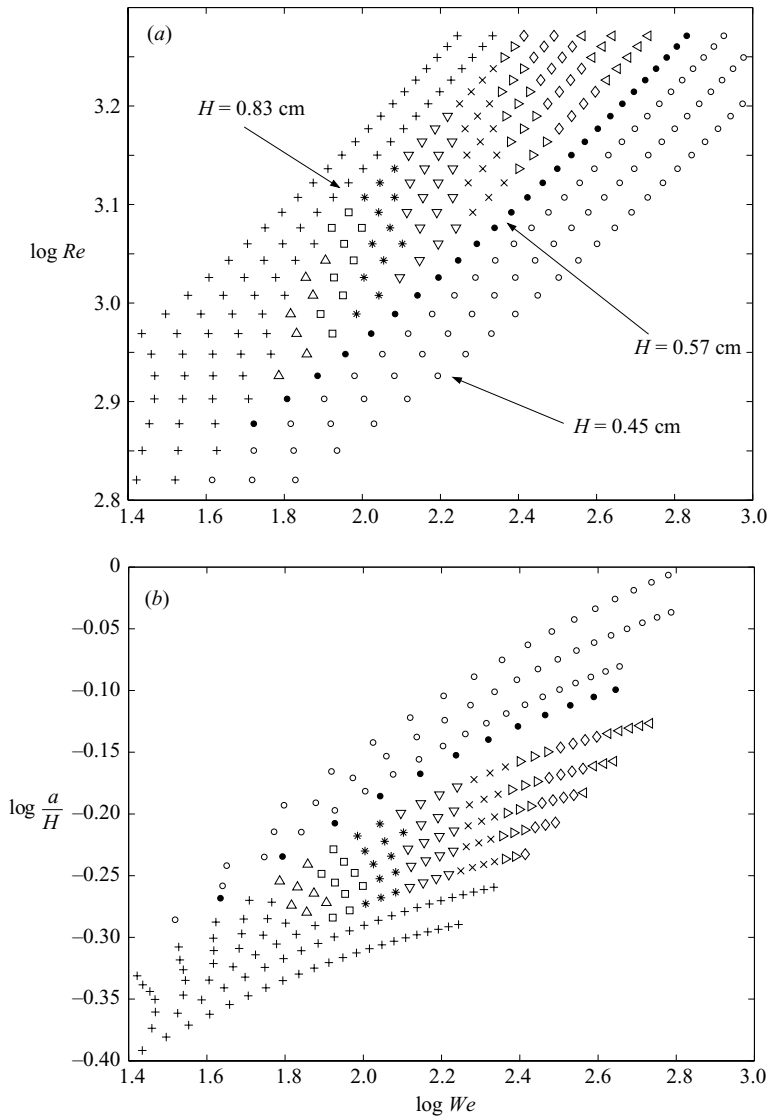 (a)
H = 0.83 cm
H = 0.57 cm
H = 0.45 cm
log Re
3.2
3.1
3.0
2.9
2.8
1.4 1.6 1.8 2.0 2.2 2.4 2.6 2.8 3.0
(b)
log a/H
0
−0.05
−0.10
−0.15
−0.20
−0.25
−0.30
−0.35
−0.40
1.4 1.6 1.8 2.0 2.2 2.4 2.6 2.8 3.0
log We